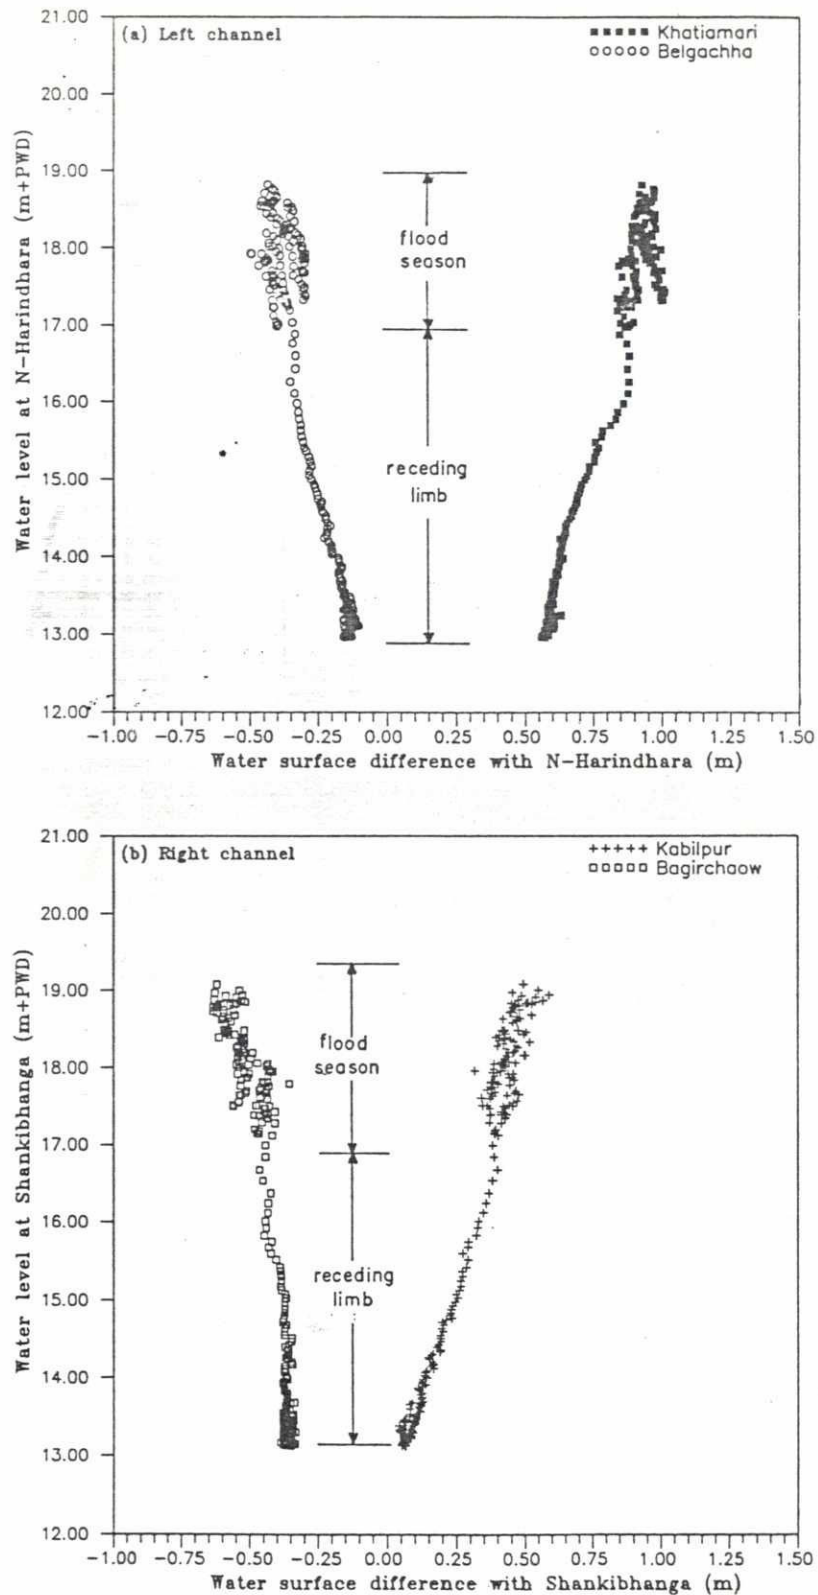 (a) Left channel
Khatiamari
Belgachha
Water level at N-Harindhara (m+PWD)
21.00
20.00
19.00
18.00
17.00
16.00
15.00
14.00
13.00
12.00
flood
season
receding
limb
-1.00 -0.75 -0.50 -0.25 0.00 0.25 0.50 0.75 1.00 1.25 1.50
Water surface difference with N-Harindhara (m)
(b) Right channel
Kabilpur
Bagirchaow
Water level at Shankibhanga (m+PWD)
21.00
20.00
19.00
18.00
17.00
16.00
15.00
14.00
13.00
12.00
flood
season
receding
limb
-1.00 -0.75 -0.50 -0.25 0.00 0.25 0.50 0.75 1.00 1.25 1.50
Water surface difference with Shankibhanga (m)